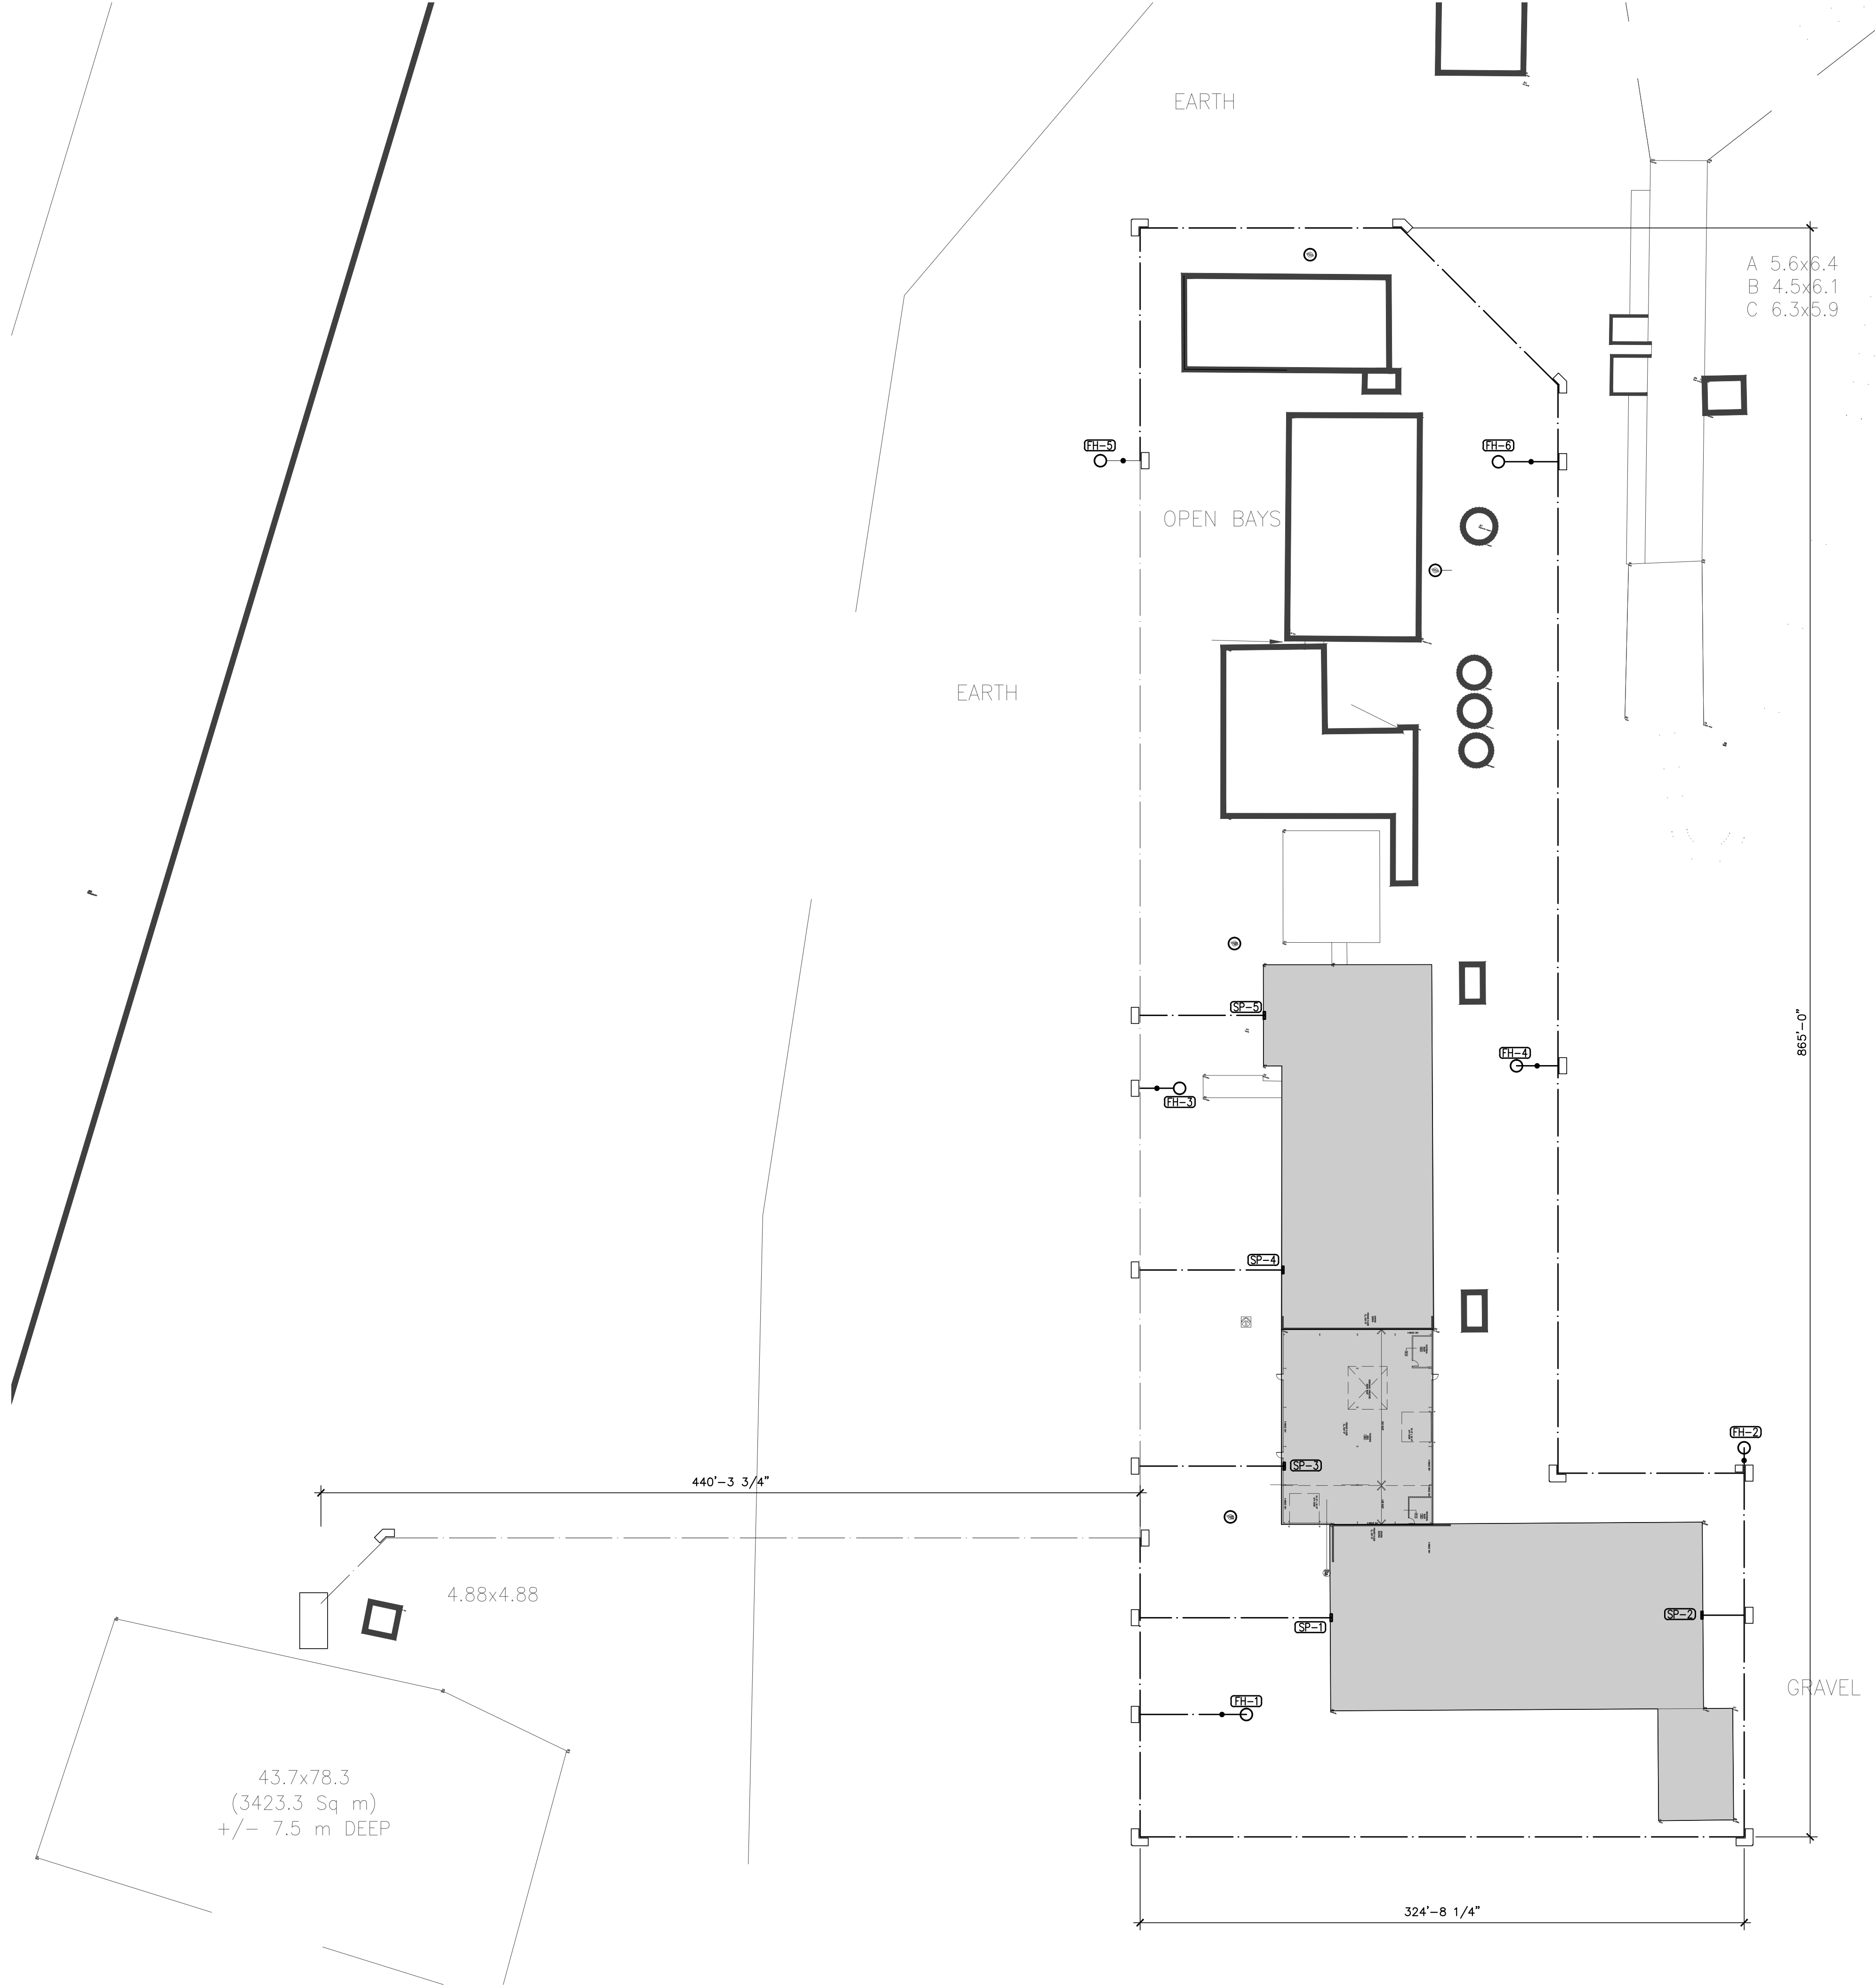 EARTH
A 5.6x6.4
B 4.5x6.1
C 6.3x5.9
FH-5
FH-6
OPEN BAYS
EARTH
SP-5
865'-0"
FH-4
FH-3
SP-4
FH-2
SP-3
440'-3 3/4"
4.88x4.88
SP-2
SP-1
GRAVEL
FH-1
43.7x78.3
(3423.3 Sq m)
+/- 7.5 m DEEP
324'-8 1/4"